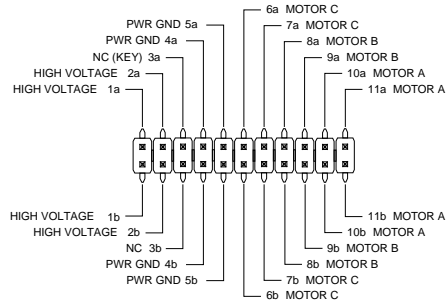 6a MOTOR C
PWR GND 5a
7a MOTOR C
PWR GND 4a
8a MOTOR B
NC (KEY) 3a
9a MOTOR B
HIGH VOLTAGE 2a
10a MOTOR A
HIGH VOLTAGE 1a
11a MOTOR A
HIGH VOLTAGE 1b
11b MOTOR A
HIGH VOLTAGE 2b
10b MOTOR A
NC 3b
9b MOTOR B
PWR GND 4b
8b MOTOR B
PWR GND 5b
7b MOTOR C
6b MOTOR C